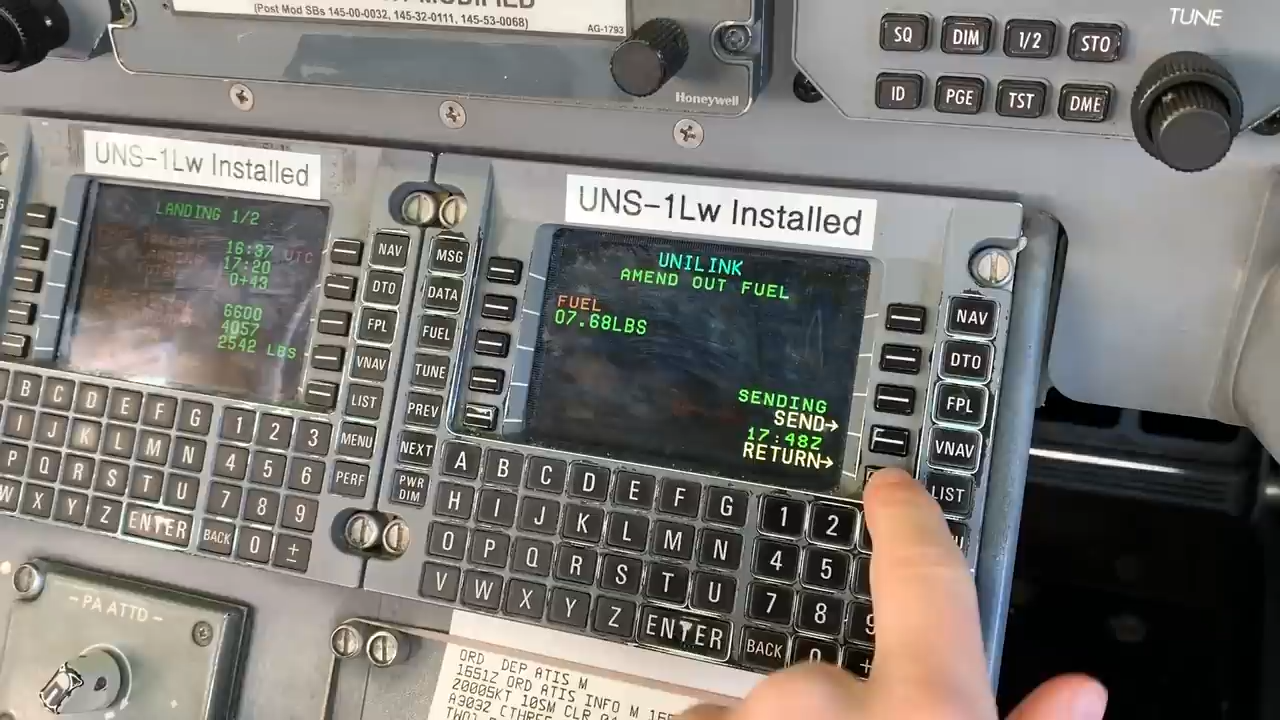 (Post Mod SBs 145-00-0032, 145-32-0111, 145-53-0068)
AG-1793
Honeywell
TUNE
SQ DIM 1/2 STO
ID PGE TST DME
UNS-1Lw Installed
LANDING 1/2
16:37 UTC
17:20
0+43
6600
4057
2542 LBS
NAV
DTO
FPL
VNAV
LIST
MENU
PERF
B C D E F G 1 2 3
I J K L M N 4 5 6
P Q R S T U 7 8 9
W X Y Z ENTER BACK 0 ±
UNS-1Lw Installed
MSG
DATA
FUEL
TUNE
PREV
NEXT
PWR
DIM
UNILINK
AMEND OUT FUEL
FUEL
07.68LBS
SENDING
SEND→
17:48Z
RETURN→
NAV
DTO
FPL
VNAV
LIST
A B C D E F G 1 2
H I J K L M N 4 5
O P Q R S T U 7 8 9
V W X Y Z ENTER BACK 0
- PA ATTD -
ORD DEP ATIS M
1651Z ORD ATIS INFO M
20005KT 10SM CLR